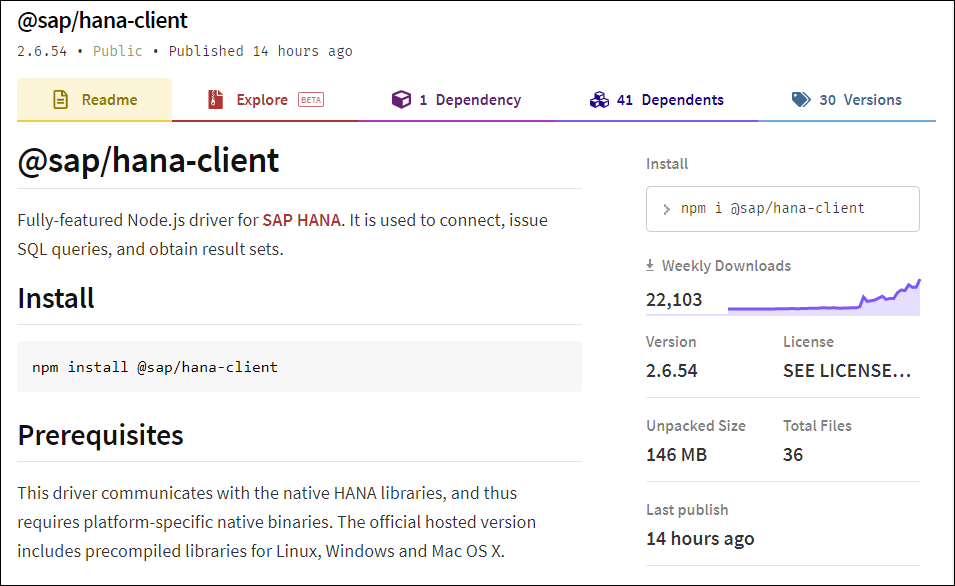 @sap/hana-client
2.6.54 • Public • Published 14 hours ago
Readme
Explore BETA
1 Dependency
41 Dependents
30 Versions
@sap/hana-client
Fully-featured Node.js driver for SAP HANA. It is used to connect, issue
SQL queries, and obtain result sets.
Install
npm install @sap/hana-client
Prerequisites
This driver communicates with the native HANA libraries, and thus
requires platform-specific native binaries. The official hosted version
includes precompiled libraries for Linux, Windows and Mac OS X.
Install
> npm i @sap/hana-client
Weekly Downloads
22,103
Version
2.6.54
License
SEE LICENSE…
Unpacked Size
146 MB
Total Files
36
Last publish
14 hours ago